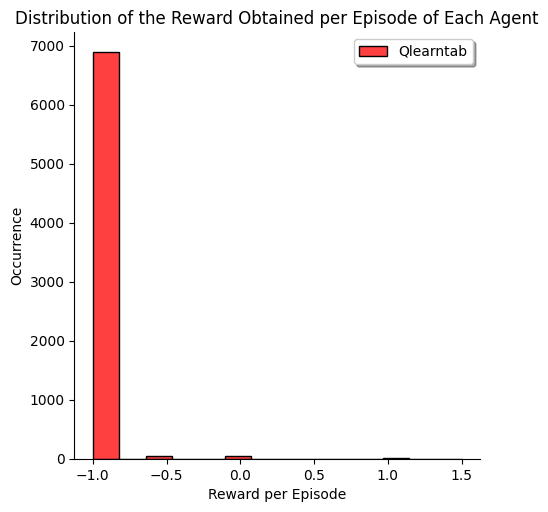 Distribution of the Reward Obtained per Episode of Each Agent
Qlearntab
7000
6000
5000
4000
3000
2000
1000
0
Occurrence
−1.0 −0.5 0.0 0.5 1.0 1.5
Reward per Episode